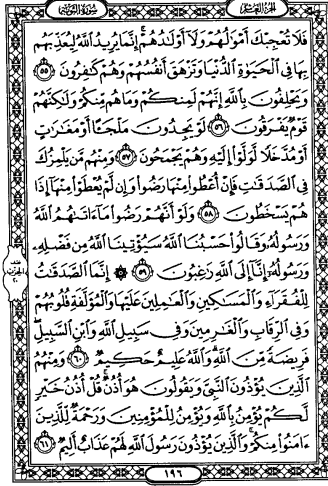 الجزء العاشر سورة التوبة
فَلَا تُعْجِبْكَ أَمْوَٰلُهُمْ وَلَآ أَوْلَٰدُهُمْ إِنَّمَا يُرِيدُ ٱللَّهُ لِيُعَذِّبَهُم
بِهَا فِى ٱلْحَيَوٰةِ ٱلدُّنْيَا وَتَزْهَقَ أَنفُسُهُمْ وَهُمْ كَٰفِرُونَ ٥٥
وَيَحْلِفُونَ بِٱللَّهِ إِنَّهُمْ لَمِنكُمْ وَمَا هُم مِّنكُمْ وَلَٰكِنَّهُمْ
قَوْمٌ يَفْرَقُونَ ٥٦ لَوْ يَجِدُونَ مَلْجَـًٔا أَوْ مَغَٰرَٰتٍ
أَوْ مُدَّخَلًا لَّوَلَّوْا۟ إِلَيْهِ وَهُمْ يَجْمَحُونَ ٥٧ وَمِنْهُم مَّن يَلْمِزُكَ
فِى ٱلصَّدَقَٰتِ فَإِنْ أُعْطُوا۟ مِنْهَا رَضُوا۟ وَإِن لَّمْ يُعْطَوْا۟ مِنْهَآ إِذَا
هُمْ يَسْخَطُونَ ٥٨ وَلَوْ أَنَّهُمْ رَضُوا۟ مَآ ءَاتَىٰهُمُ ٱللَّهُ
وَرَسُولُهُۥ وَقَالُوا۟ حَسْبُنَا ٱللَّهُ سَيُؤْتِينَا ٱللَّهُ مِن فَضْلِهِۦ
وَرَسُولُهُۥٓ إِنَّآ إِلَى ٱللَّهِ رَٰغِبُونَ ٥٩ ۞ إِنَّمَا ٱلصَّدَقَٰتُ
لِلْفُقَرَآءِ وَٱلْمَسَٰكِينِ وَٱلْعَٰمِلِينَ عَلَيْهَا وَٱلْمُؤَلَّفَةِ قُلُوبُهُمْ
وَفِى ٱلرِّقَابِ وَٱلْغَٰرِمِينَ وَفِى سَبِيلِ ٱللَّهِ وَٱبْنِ ٱلسَّبِيلِ
فَرِيضَةً مِّنَ ٱللَّهِ وَٱللَّهُ عَلِيمٌ حَكِيمٌ ٦٠ وَمِنْهُمُ
ٱلَّذِينَ يُؤْذُونَ ٱلنَّبِىَّ وَيَقُولُونَ هُوَ أُذُنٌ قُلْ أُذُنُ خَيْرٍ
لَّكُمْ يُؤْمِنُ بِٱللَّهِ وَيُؤْمِنُ لِلْمُؤْمِنِينَ وَرَحْمَةٌ لِّلَّذِينَ
ءَامَنُوا۟ مِنكُمْ وَٱلَّذِينَ يُؤْذُونَ رَسُولَ ٱللَّهِ لَهُمْ عَذَابٌ أَلِيمٌ ٦١
١٩٦